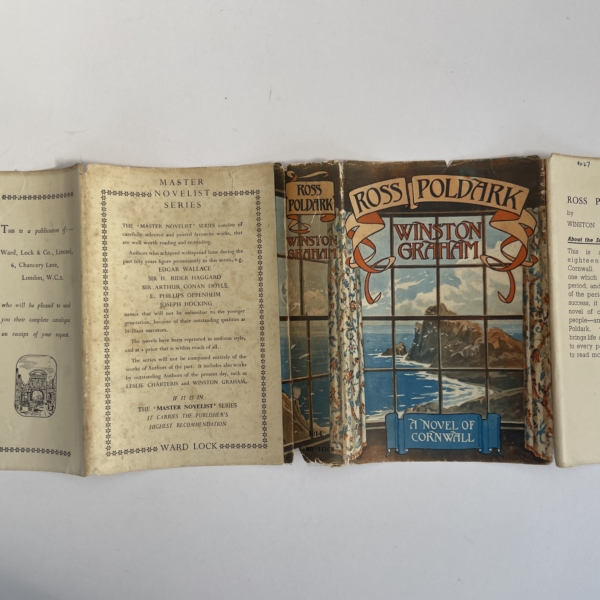 This is a publication of
Ward, Lock & Co., Limited,
6, Chancery Lane,
London, W.C.2.
who will be pleased to send
you their complete catalogue
on receipt of your request.
MASTER
NOVELIST
SERIES
THE "MASTER NOVELIST" SERIES consists of
carefully selected and general favourite works, that
are well worth reading and re-reading.
Authors who achieved widespread fame during the
past fifty years figure prominently in this series, e.g.
EDGAR WALLACE
SIR H. RIDER HAGGARD
SIR ARTHUR CONAN DOYLE
E. PHILLIPS OPPENHEIM
JOSEPH HOCKING
names that will not be unfamiliar to the younger
generation, because of their outstanding qualities as
brilliant narrators.
The novels have been reprinted in uniform style,
and at a price that is within reach of all.
The series will not be composed entirely of the
works of Authors of the past. It includes also works
by outstanding Authors of the present day, such as
LESLIE CHARTERIS and WINSTON GRAHAM.
IF IT IS IN
THE "MASTER NOVELIST" SERIES
IT CARRIES THE PUBLISHER'S
HIGHEST RECOMMENDATION
WARD LOCK
ROSS
POLDARK
WINSTON
GRAHAM
WARD LOCK
ROSS POLDARK
WINSTON
GRAHAM
A NOVEL OF
CORNWALL
ROSS P
by
WINSTON
About the S
This is
eighteen
Cornwall.
one which
period, and
of the perio
success, it
novel of c
people—an
Poldark,
brings life
to every p
to read mo